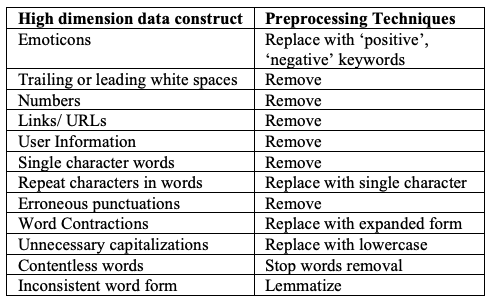 High dimension data construct Preprocessing Techniques
Emoticons Replace with ‘positive’,
‘negative’ keywords
Trailing or leading white spaces Remove
Numbers Remove
Links/ URLs Remove
User Information Remove
Single character words Remove
Repeat characters in words Replace with single character
Erroneous punctuations Remove
Word Contractions Replace with expanded form
Unnecessary capitalizations Replace with lowercase
Contentless words Stop words removal
Inconsistent word form Lemmatize